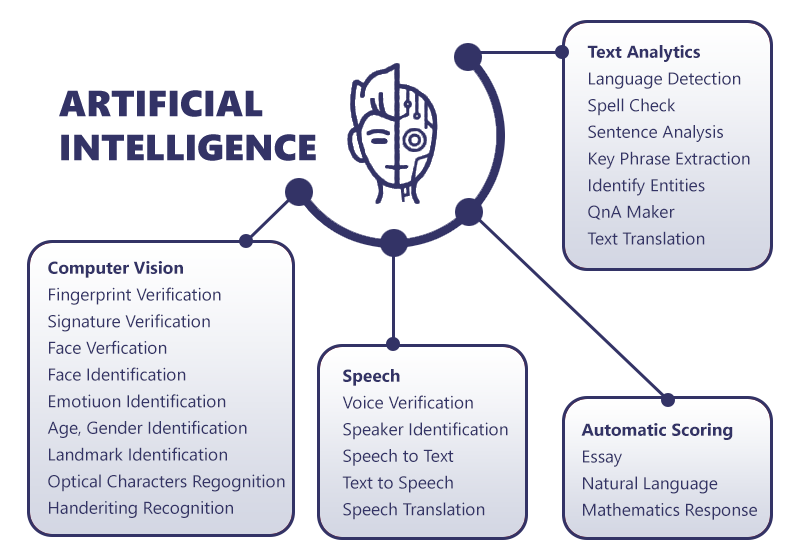 ARTIFICIAL
INTELLIGENCE
Text Analytics
Language Detection
Spell Check
Sentence Analysis
Key Phrase Extraction
Identify Entities
QnA Maker
Text Translation
Computer Vision
Fingerprint Verification
Signature Verification
Face Verfication
Face Identification
Emotiuon Identification
Age, Gender Identification
Landmark Identification
Optical Characters Regognition
Handeriting Recognition
Speech
Voice Verification
Speaker Identification
Speech to Text
Text to Speech
Speech Translation
Automatic Scoring
Essay
Natural Language
Mathematics Response